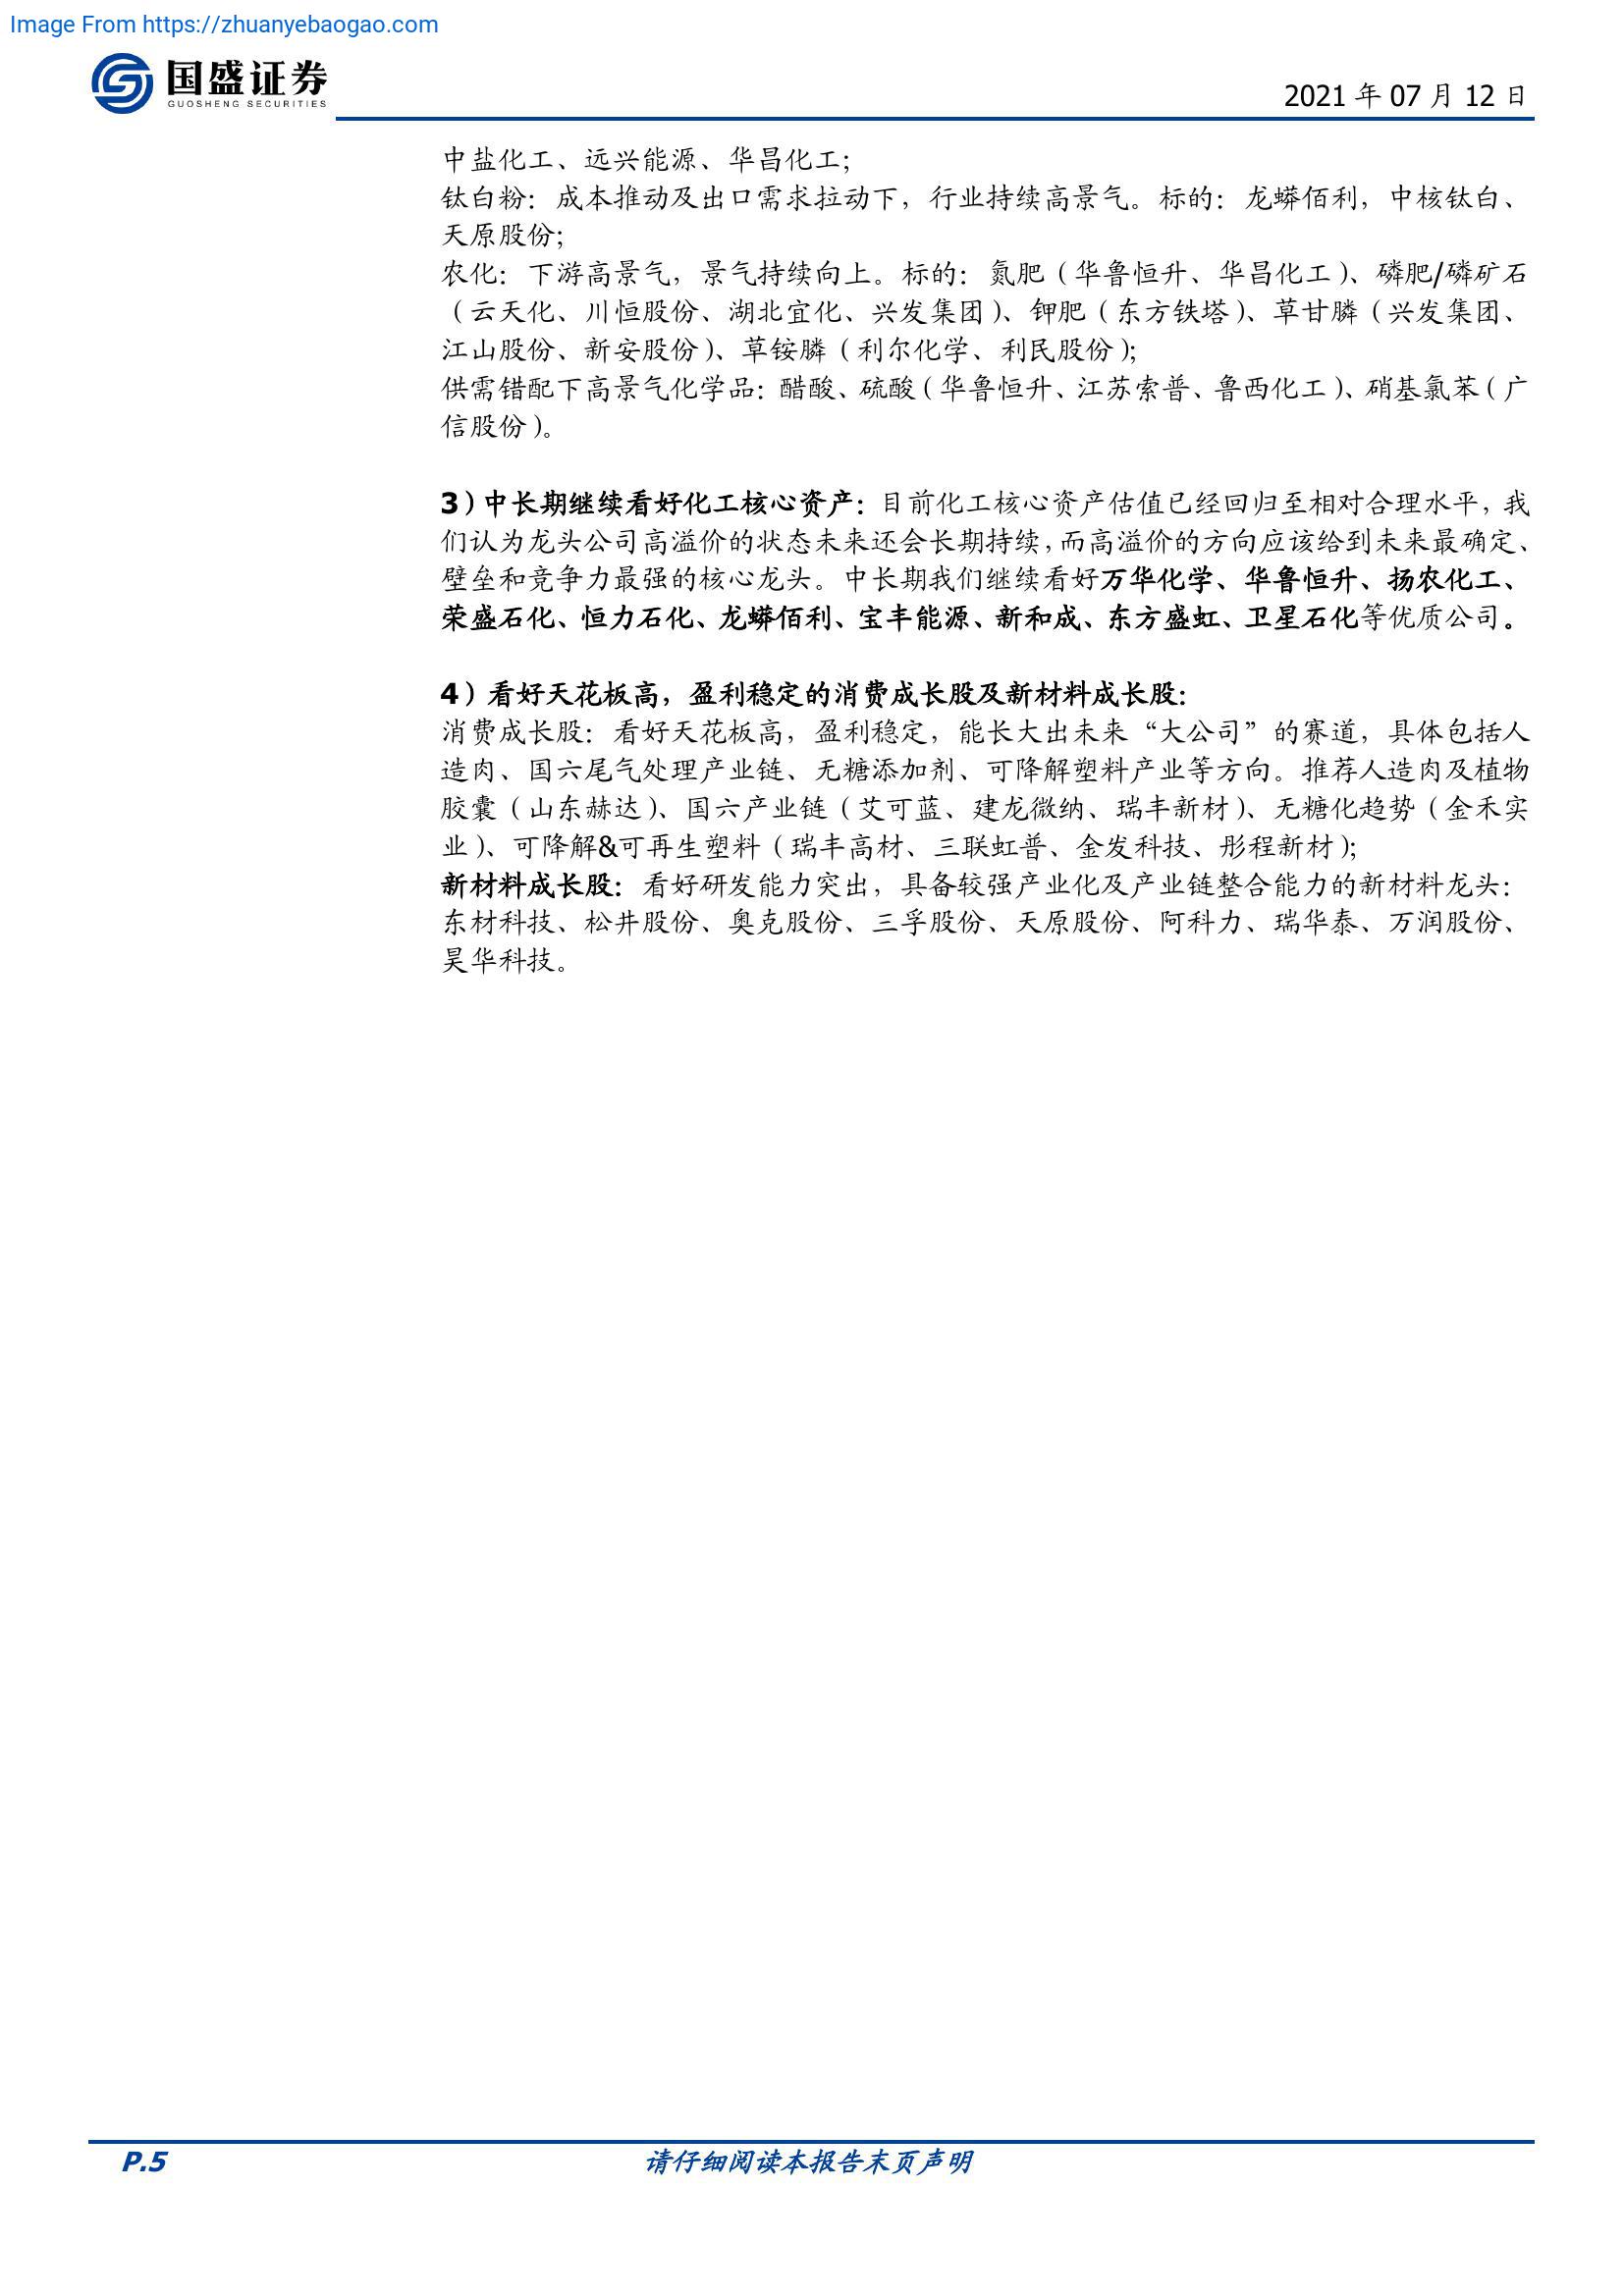 Image From https://zhuanyebaogao.com
国盛证券
GUOSHENG SECURITIES
2021 年 07 月 12 日
中盐化工、远兴能源、华昌化工；
钛白粉：成本推动及出口需求拉动下，行业持续高景气。标的：龙蟒佰利，中核钛白、
天原股份；
农化：下游高景气，景气持续向上。标的：氮肥（华鲁恒升、华昌化工）、磷肥/磷矿石
（云天化、川恒股份、湖北宜化、兴发集团）、钾肥（东方铁塔）、草甘膦（兴发集团、
江山股份、新安股份）、草铵膦（利尔化学、利民股份）；
供需错配下高景气化学品：醋酸、硫酸（华鲁恒升、江苏索普、鲁西化工）、硝基氯苯（广
信股份）。
3）中长期继续看好化工核心资产：目前化工核心资产估值已经回归至相对合理水平，我
们认为龙头公司高溢价的状态未来还会长期持续，而高溢价的方向应该给到未来最确定、
壁垒和竞争力最强的核心龙头。中长期我们继续看好万华化学、华鲁恒升、扬农化工、
荣盛石化、恒力石化、龙蟒佰利、宝丰能源、新和成、东方盛虹、卫星石化等优质公司。
4）看好天花板高，盈利稳定的消费成长股及新材料成长股：
消费成长股：看好天花板高，盈利稳定，能长大出未来“大公司”的赛道，具体包括人
造肉、国六尾气处理产业链、无糖添加剂、可降解塑料产业等方向。推荐人造肉及植物
胶囊（山东赫达）、国六产业链（艾可蓝、建龙微纳、瑞丰新材）、无糖化趋势（金禾实
业）、可降解&可再生塑料（瑞丰高材、三联虹普、金发科技、彤程新材）；
新材料成长股：看好研发能力突出，具备较强产业化及产业链整合能力的新材料龙头：
东材科技、松井股份、奥克股份、三孚股份、天原股份、阿科力、瑞华泰、万润股份、
昊华科技。
P.5
请仔细阅读本报告末页声明